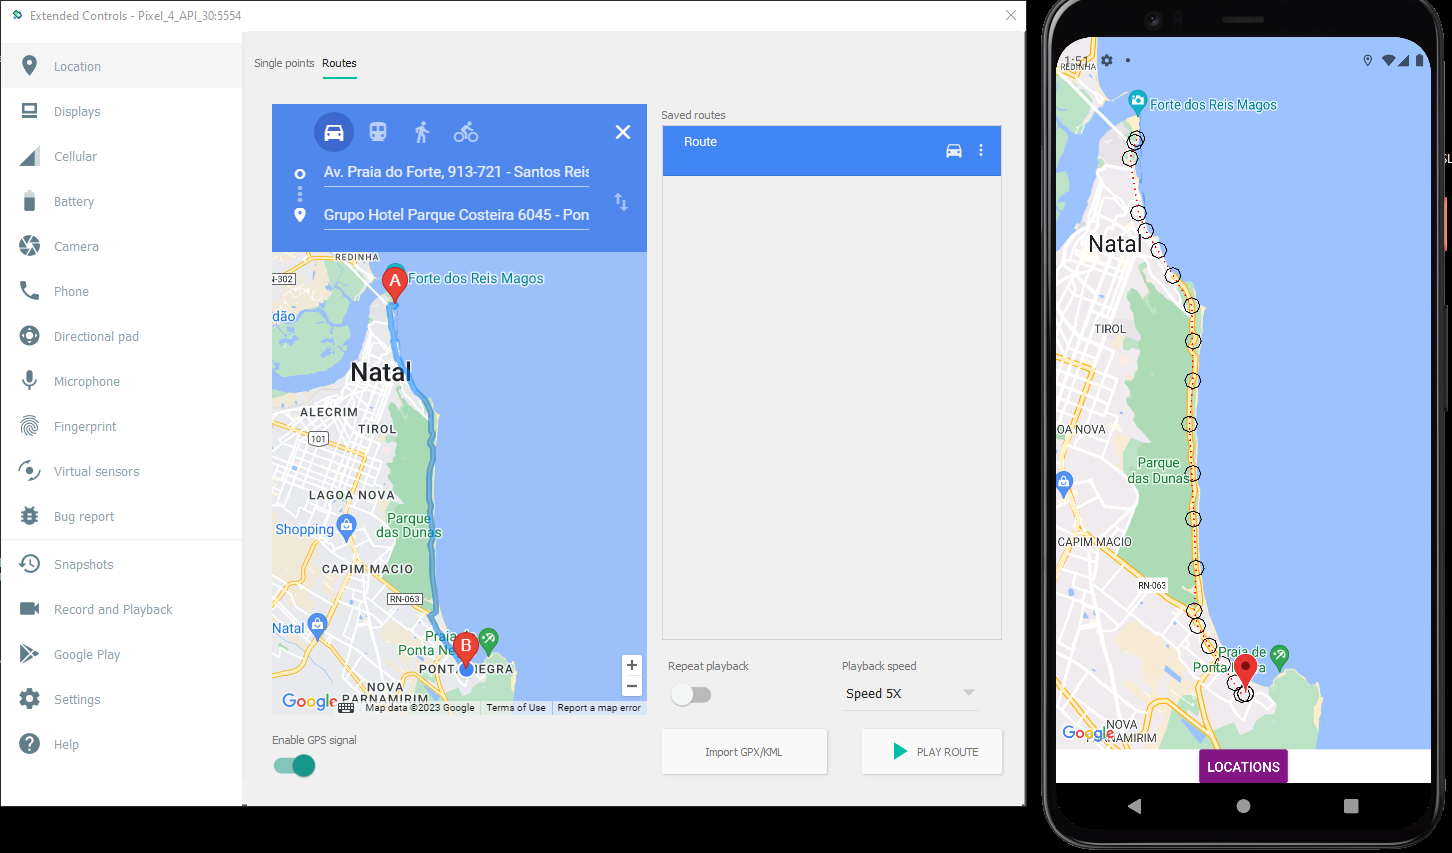 Extended Controls - Pixel_4_API_30:5554
Location
Displays
Cellular
Battery
Camera
Phone
Directional pad
Microphone
Fingerprint
Virtual sensors
Bug report
Snapshots
Record and Playback
Google Play
Settings
Help
Single points Routes
Av. Praia do Forte, 913-721 - Santos Reis
Grupo Hotel Parque Costeira 6045 - Pon
REDINHA
Forte dos Reis Magos
A
N-302
dão
Natal
ALECRIM
TIROL
101
LAGOA NOVA
Shopping
Parque
das Dunas
CAPIM MACIO
RN-063
Natal
Praia
Ponta Ne
B
PONTA NEGRA
NOVA
PARNAMIRIM
+
−
Google
Map data ©2023 Google
Terms of Use
Report a map error
Enable GPS signal
Saved routes
Route
Repeat playback
Playback speed
Speed 5X
Import GPX/KML
PLAY ROUTE
1:51
REDINHA
Forte dos Reis Magos
Natal
TIROL
OA NOVA
Parque
das Dunas
CAPIM MACIO
RN-063
Praia de
NOVA
PARNAMIRIM
Google
LOCATIONS